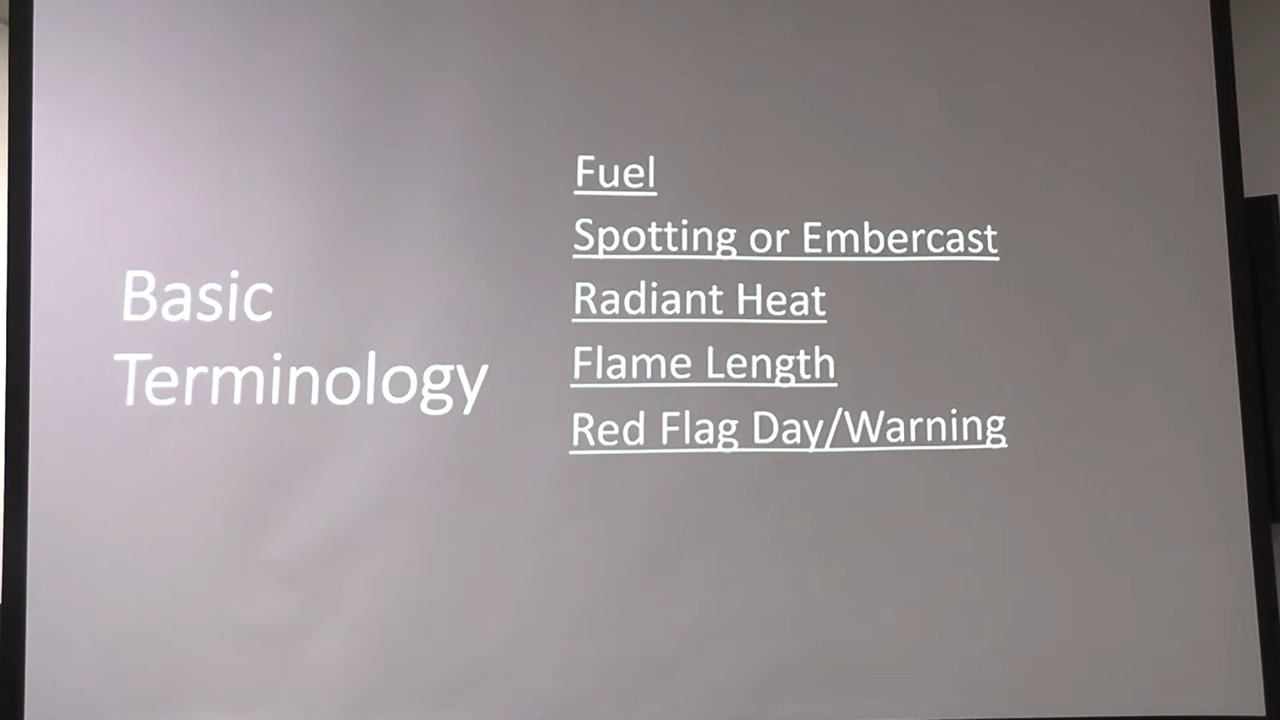 Basic
Terminology
Fuel
Spotting or Embercast
Radiant Heat
Flame Length
Red Flag Day/Warning